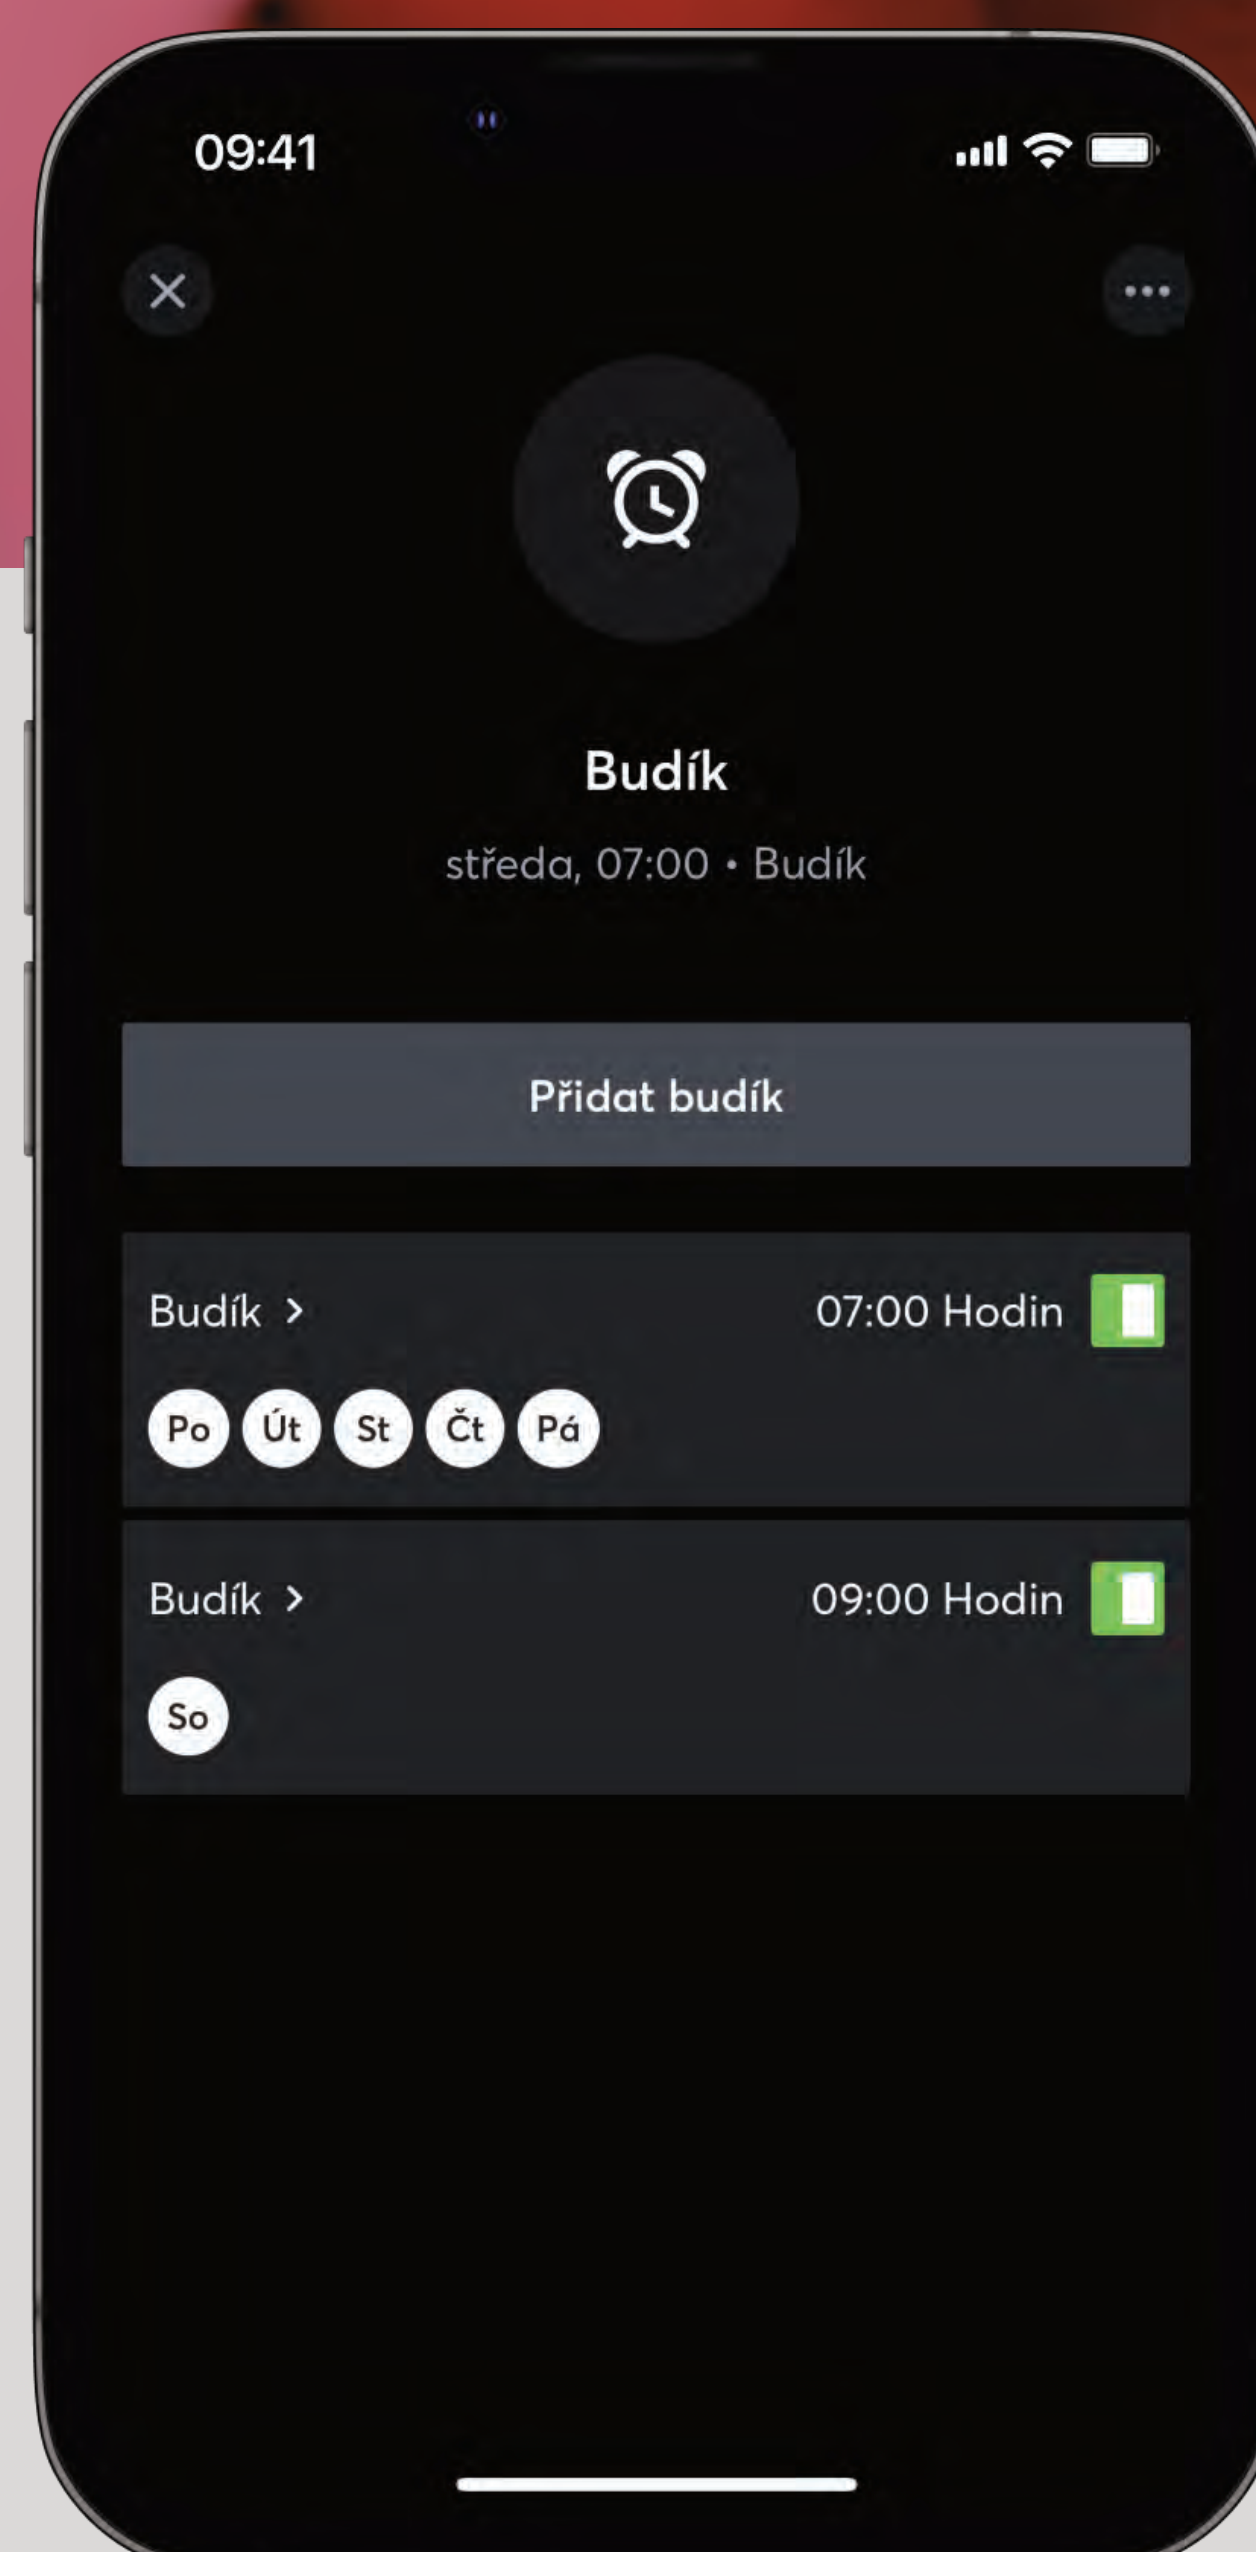 09:41
Budík
středa, 07:00 • Budík
Přidat budík
Budík > 07:00 Hodin
Po Út St Čt Pá
Budík > 09:00 Hodin
So